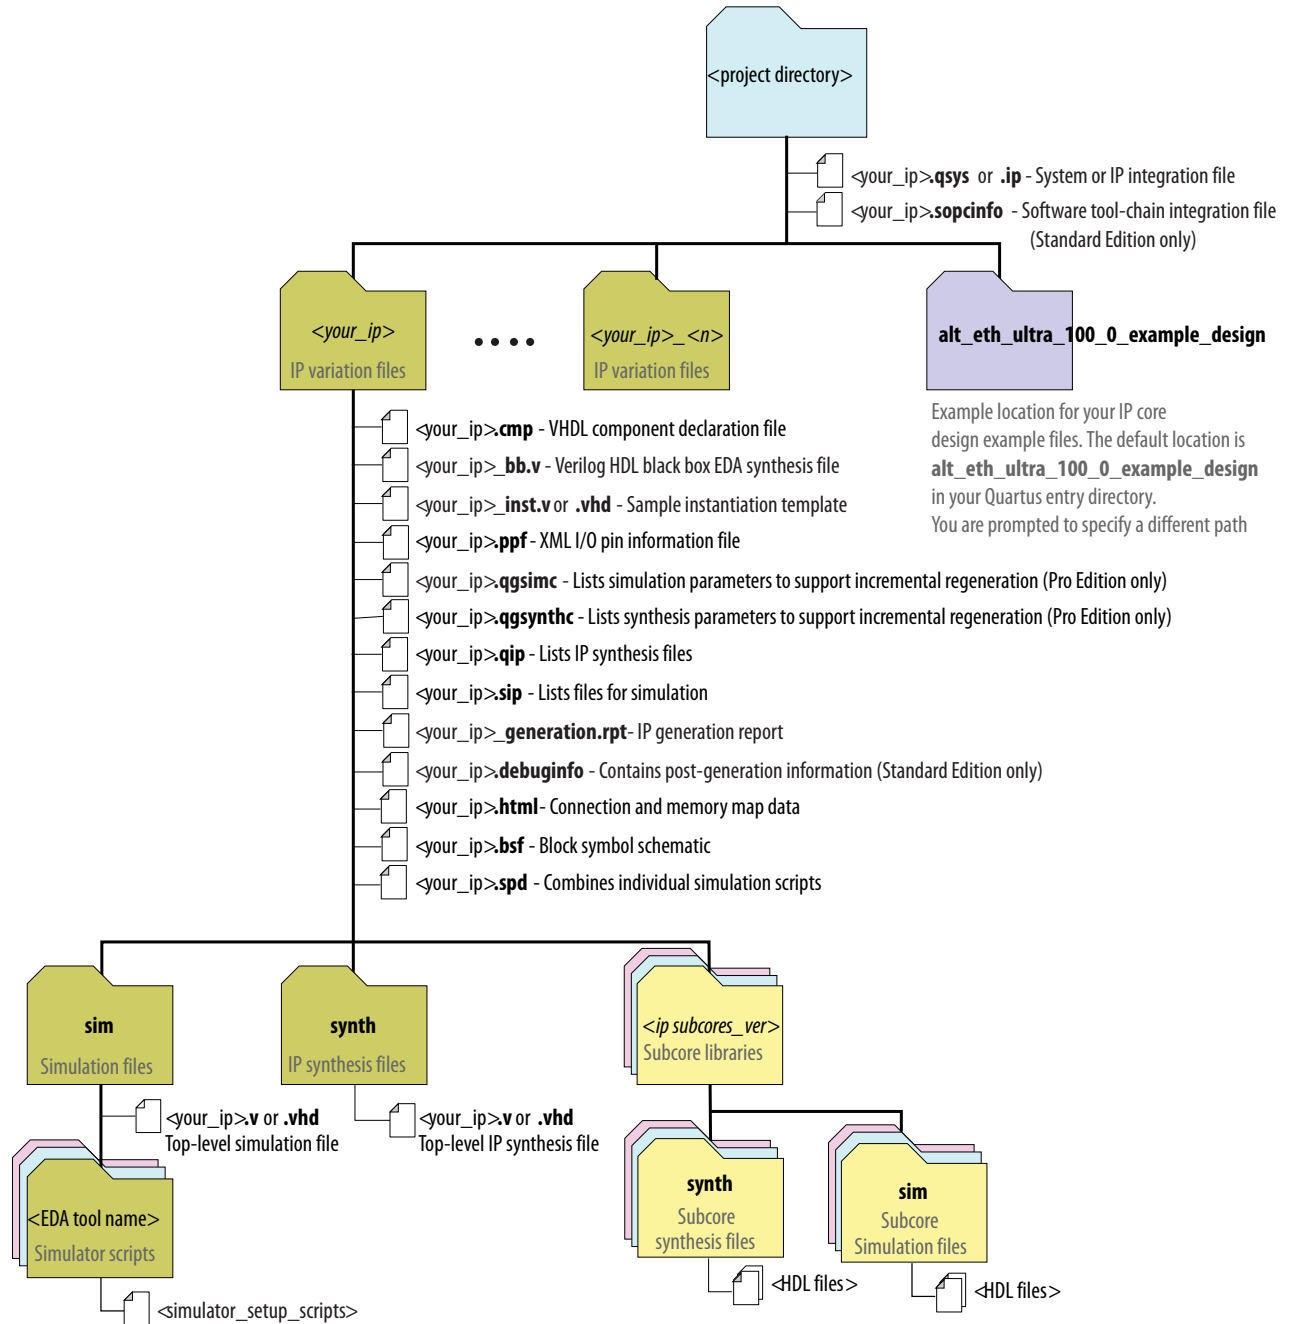 <project directory>
<your_ip>.qsys or .ip - System or IP integration file
<your_ip>.sopcinfo - Software tool-chain integration file
(Standard Edition only)
<your_ip>
IP variation files
<your_ip>_<n>
IP variation files
alt_eth_ultra_100_0_example_design
Example location for your IP core
design example files. The default location is
alt_eth_ultra_100_0_example_design
in your Quartus entry directory.
You are prompted to specify a different path
<your_ip>.cmp - VHDL component declaration file
<your_ip>_bb.v - Verilog HDL black box EDA synthesis file
<your_ip>_inst.v or .vhd - Sample instantiation template
<your_ip>.ppf - XML I/O pin information file
<your_ip>.qgsimc - Lists simulation parameters to support incremental regeneration (Pro Edition only)
<your_ip>.qgsynthc - Lists synthesis parameters to support incremental regeneration (Pro Edition only)
<your_ip>.qip - Lists IP synthesis files
<your_ip>.sip - Lists files for simulation
<your_ip>_generation.rpt- IP generation report
<your_ip>.debuginfo - Contains post-generation information (Standard Edition only)
<your_ip>.html- Connection and memory map data
<your_ip>.bsf - Block symbol schematic
<your_ip>.spd - Combines individual simulation scripts
sim
Simulation files
synth
IP synthesis files
<ip subcores_ver>
Subcore libraries
<your_ip>.v or .vhd
Top-level simulation file
<your_ip>.v or .vhd
Top-level IP synthesis file
<EDA tool name>
Simulator scripts
synth
Subcore
synthesis files
sim
Subcore
Simulation files
<HDL files>
<HDL files>
<simulator_setup_scripts>